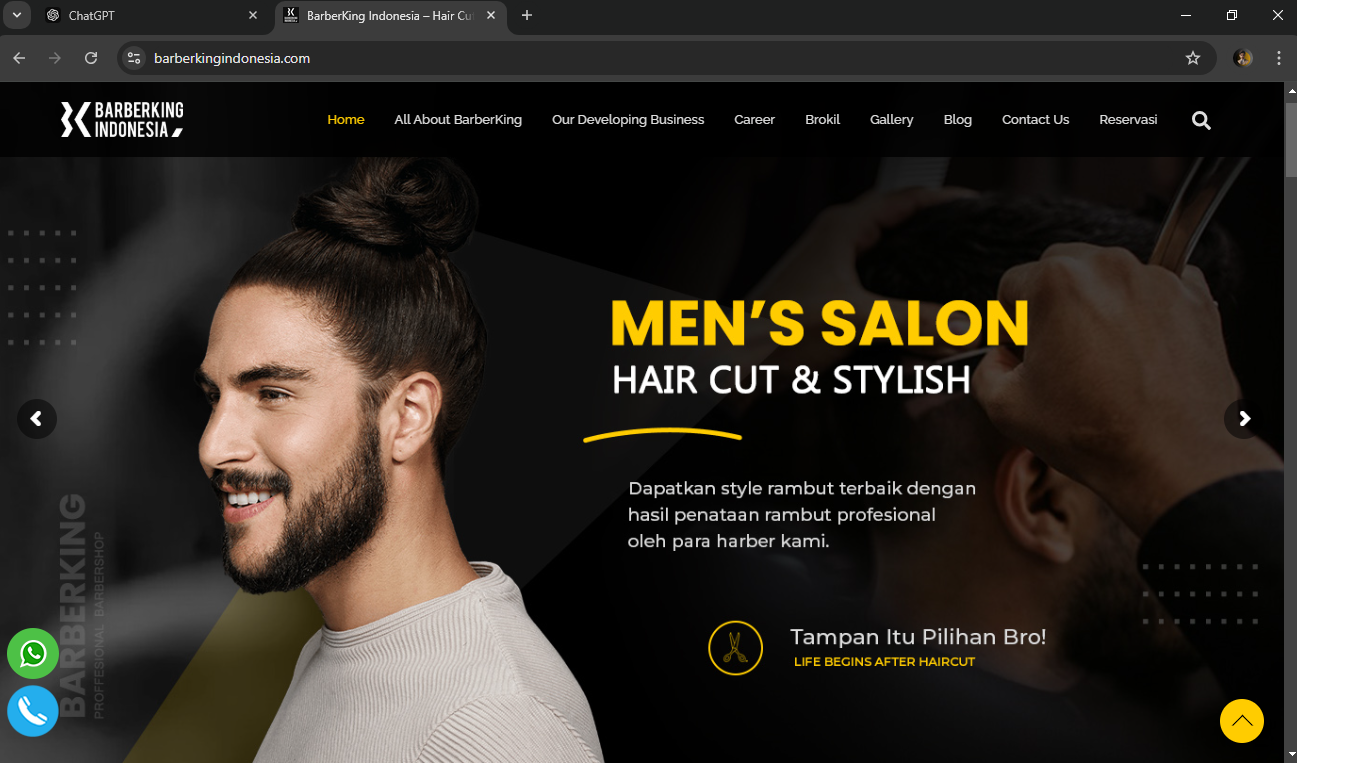 ChatGPT
BarberKing Indonesia – Hair Cu
barberkingindonesia.com
BARBERKING
INDONESIA
Home All About BarberKing Our Developing Business Career Brokil Gallery Blog Contact Us Reservasi
MEN'S SALON
HAIR CUT & STYLISH
Dapatkan style rambut terbaik dengan
hasil penataan rambut profesional
oleh para harber kami.
BARBERKING
PROFFESIONAL BARBERSHOP
Tampan Itu Pilihan Bro!
LIFE BEGINS AFTER HAIRCUT